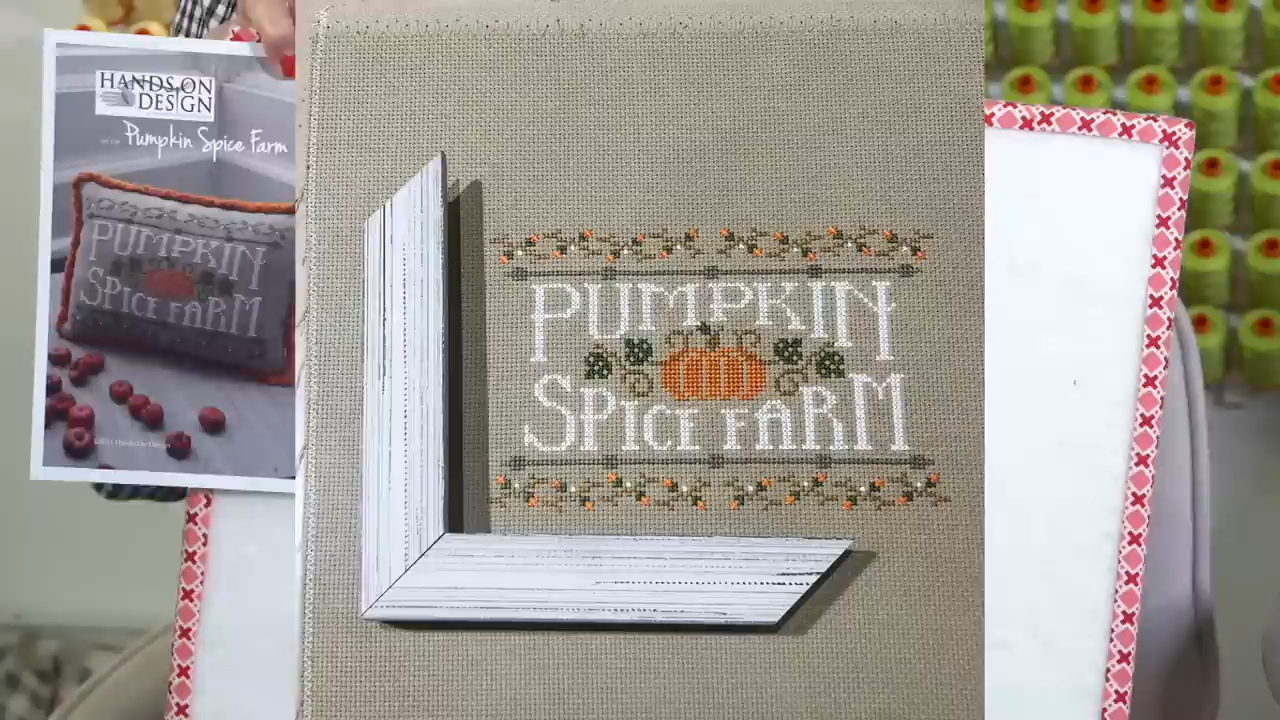 HANDS ON
DESIGN
Pumpkin Spice Farm
PUMPKIN
SPICE FARM
PUMPKIN
SPICE FARM